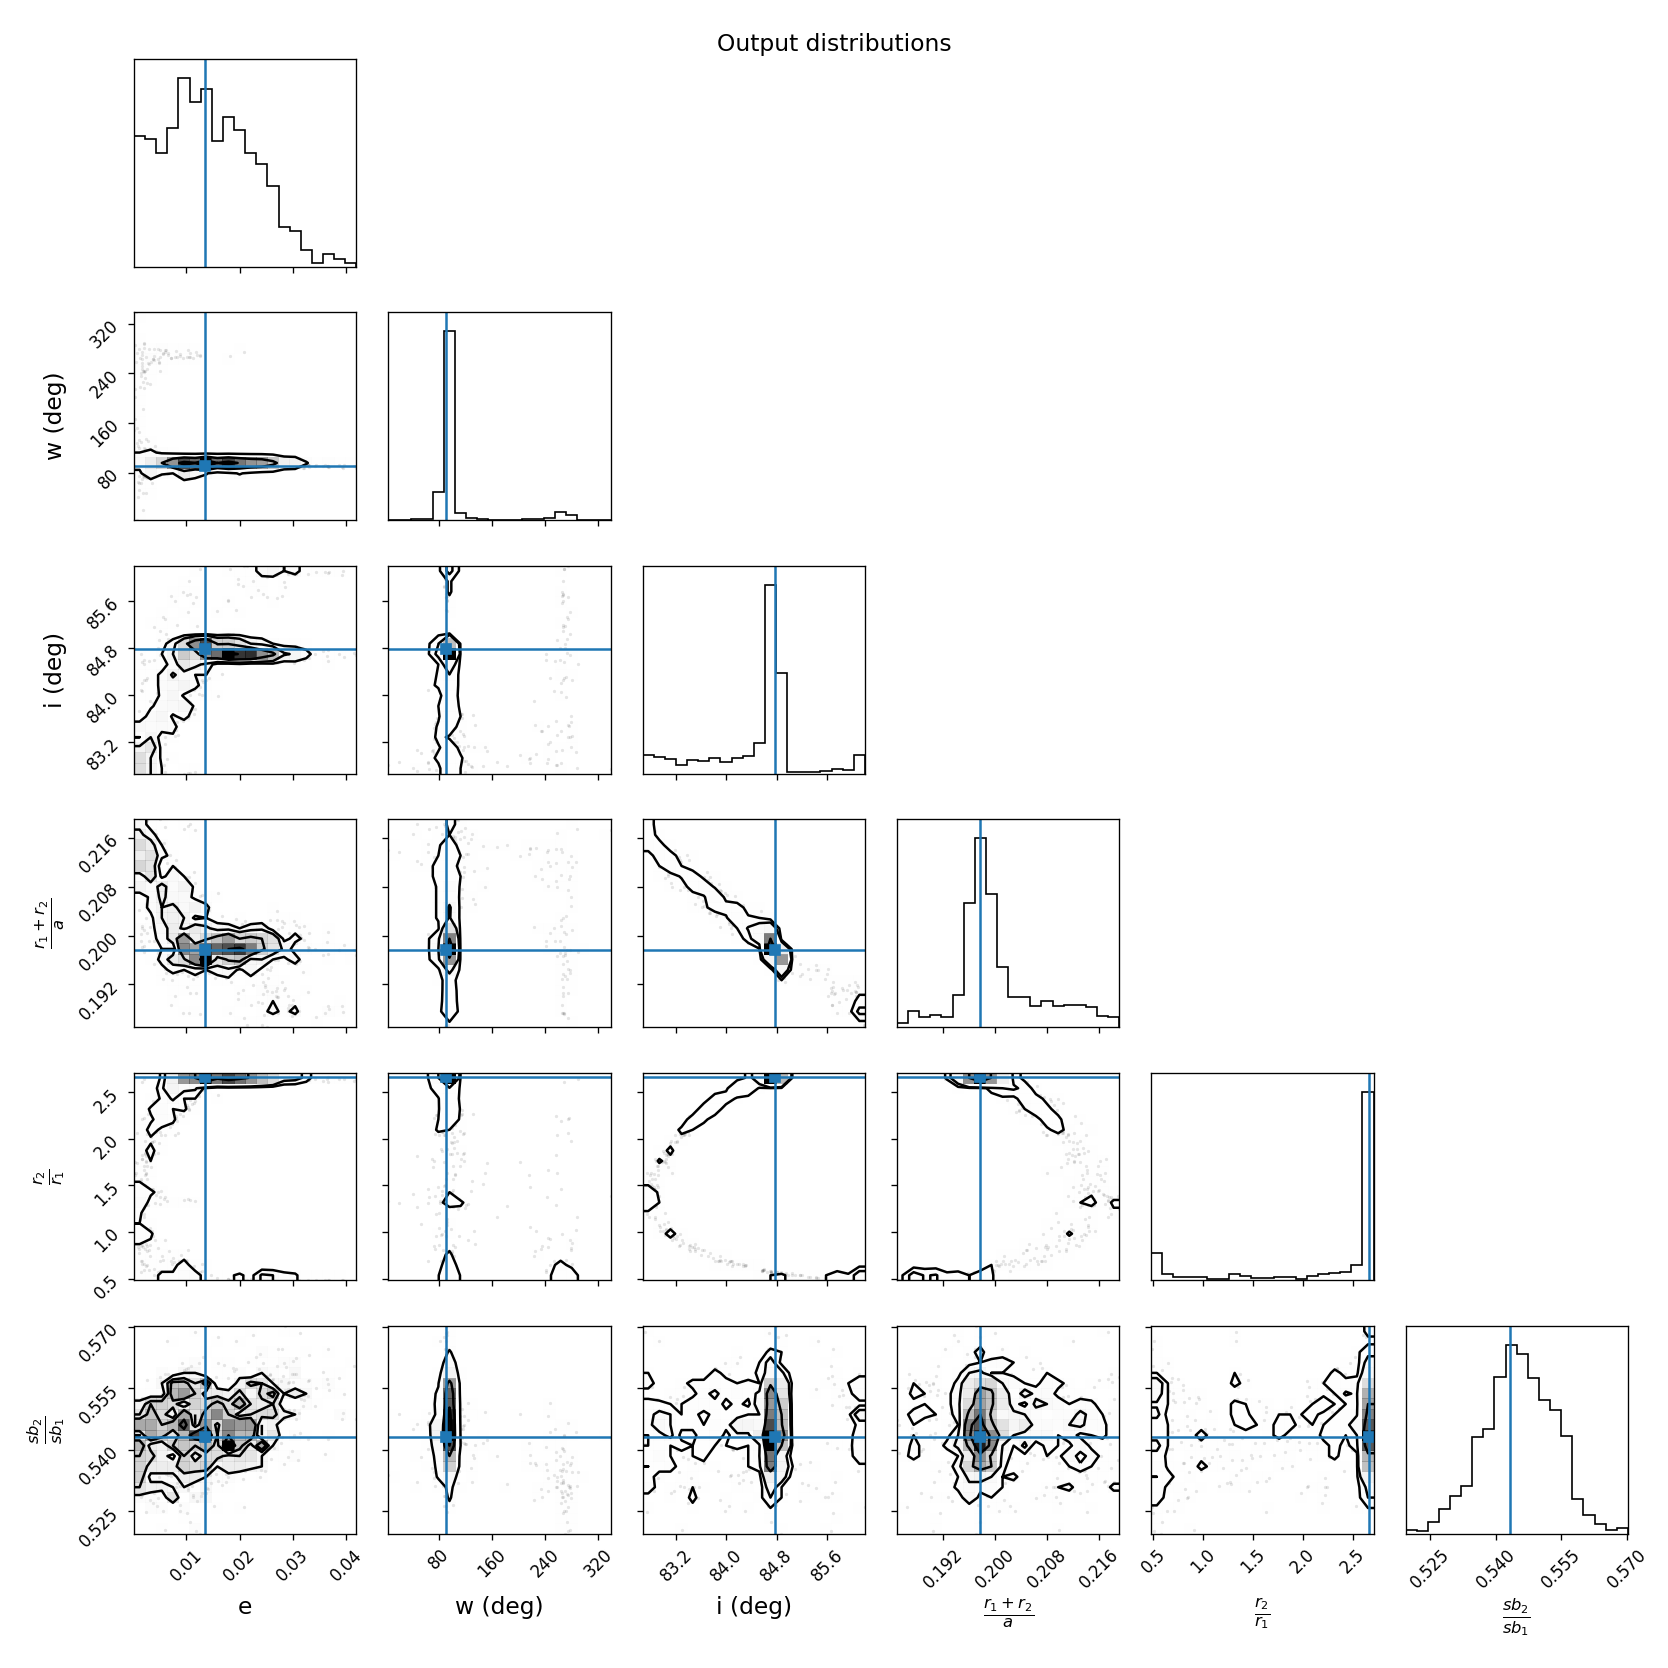 Output distributions
320
240
160
80
w (deg)
85.6
84.8
84.0
83.2
i (deg)
0.216
0.208
0.200
0.192
r₁ + r₂
a
2.5
2.0
1.5
1.0
0.5
r₂
r₁
0.570
0.555
0.540
0.525
sb₂
sb₁
0.01 0.02 0.03 0.04 80 160 240 320 83.2 84.0 84.8 85.6 0.192 0.200 0.208 0.216 0.5 1.0 1.5 2.0 2.5 0.525 0.540 0.555 0.570
e w (deg) i (deg) r₁ + r₂ r₂ sb₂
a r₁ sb₁